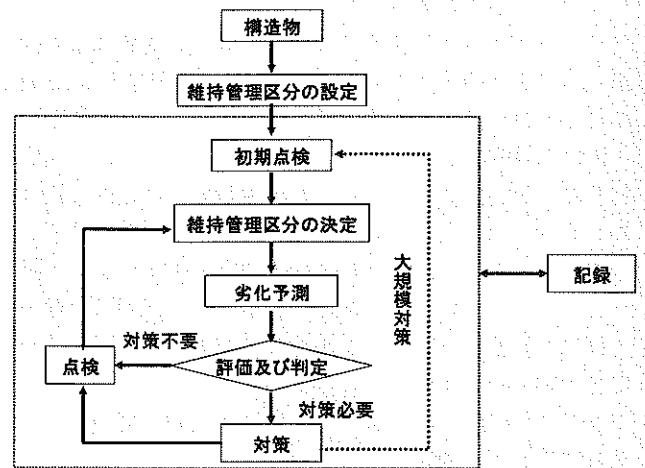 構造物
維持管理区分の設定
初期点検
維持管理区分の決定
劣化予測
大規模対策
記録
対策不要
点検
評価及び判定
対策必要
対策